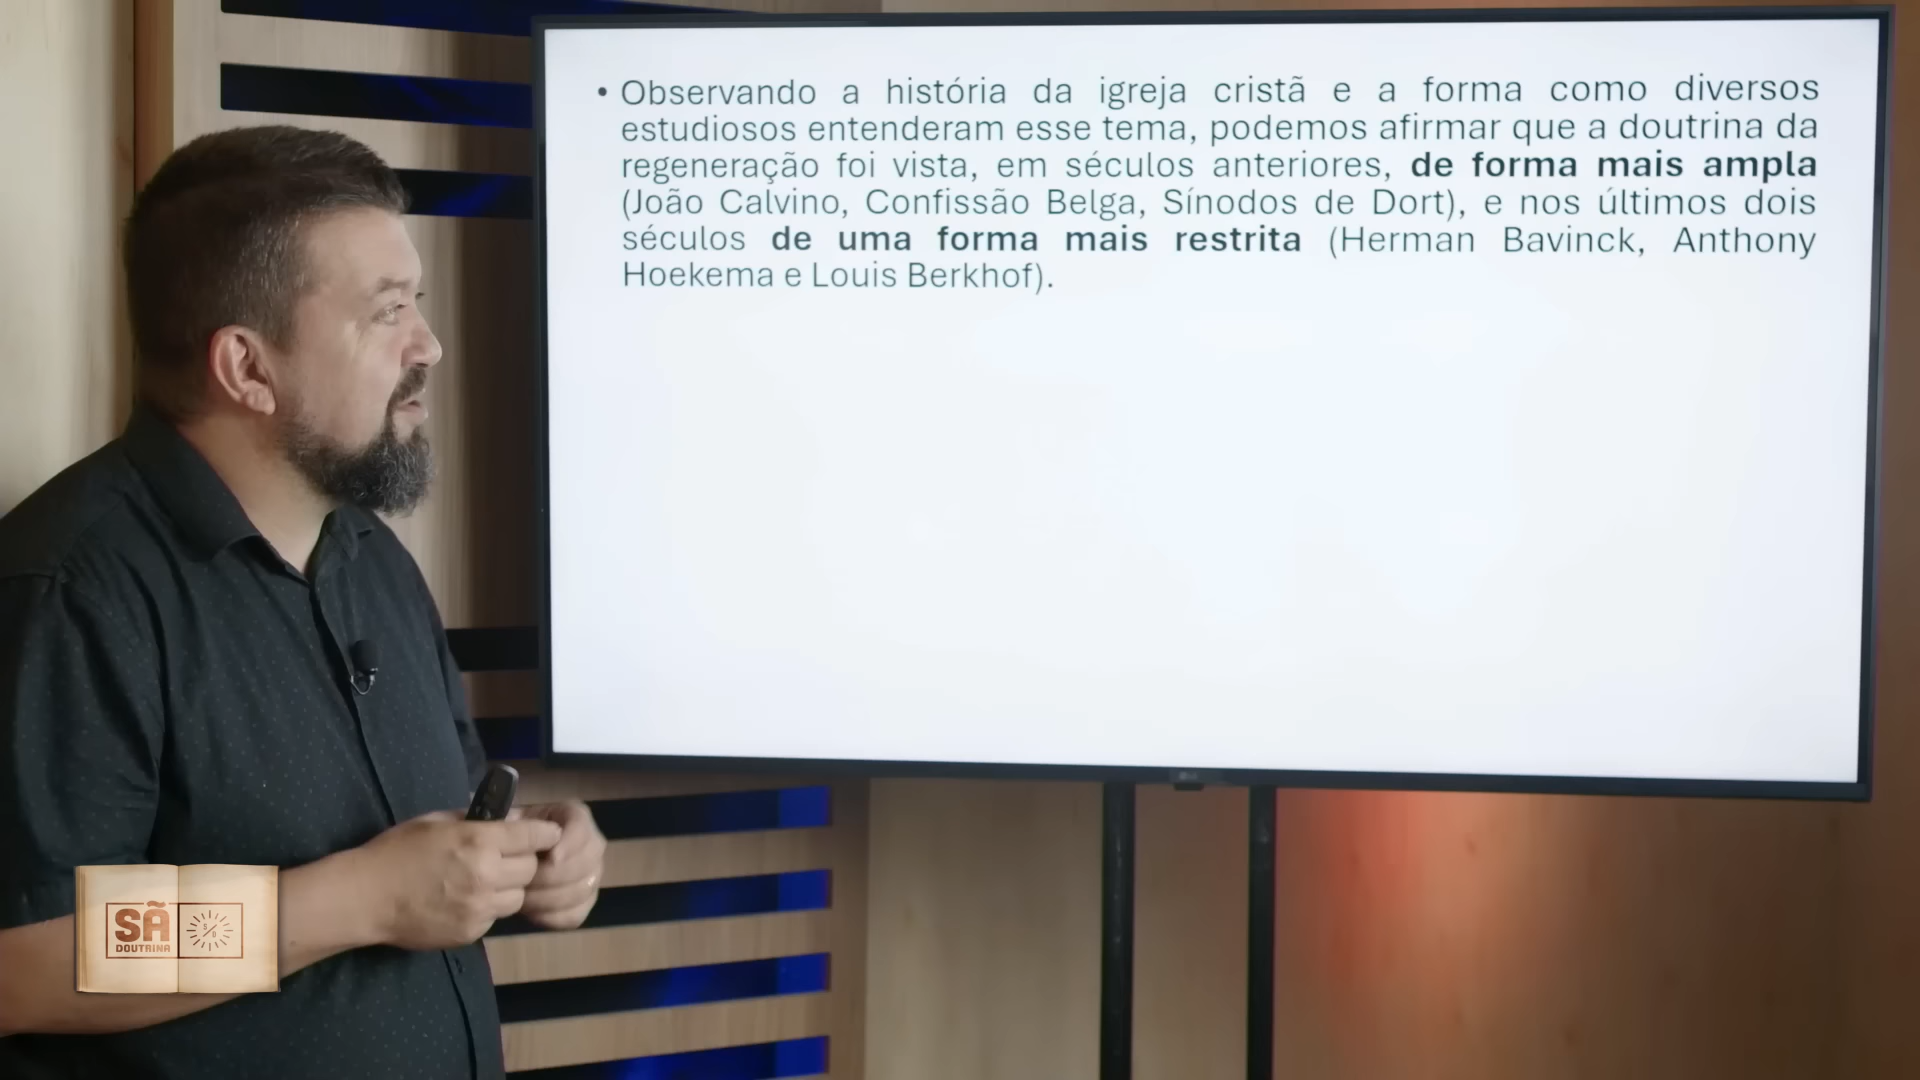 • Observando a história da igreja cristã e a forma como diversos
estudiosos entenderam esse tema, podemos afirmar que a doutrina da
regeneração foi vista, em séculos anteriores, de forma mais ampla
(João Calvino, Confissão Belga, Sínodos de Dort), e nos últimos dois
séculos de uma forma mais restrita (Herman Bavinck, Anthony
Hoekema e Louis Berkhof).
SÃ
DOUTRINA
S/D